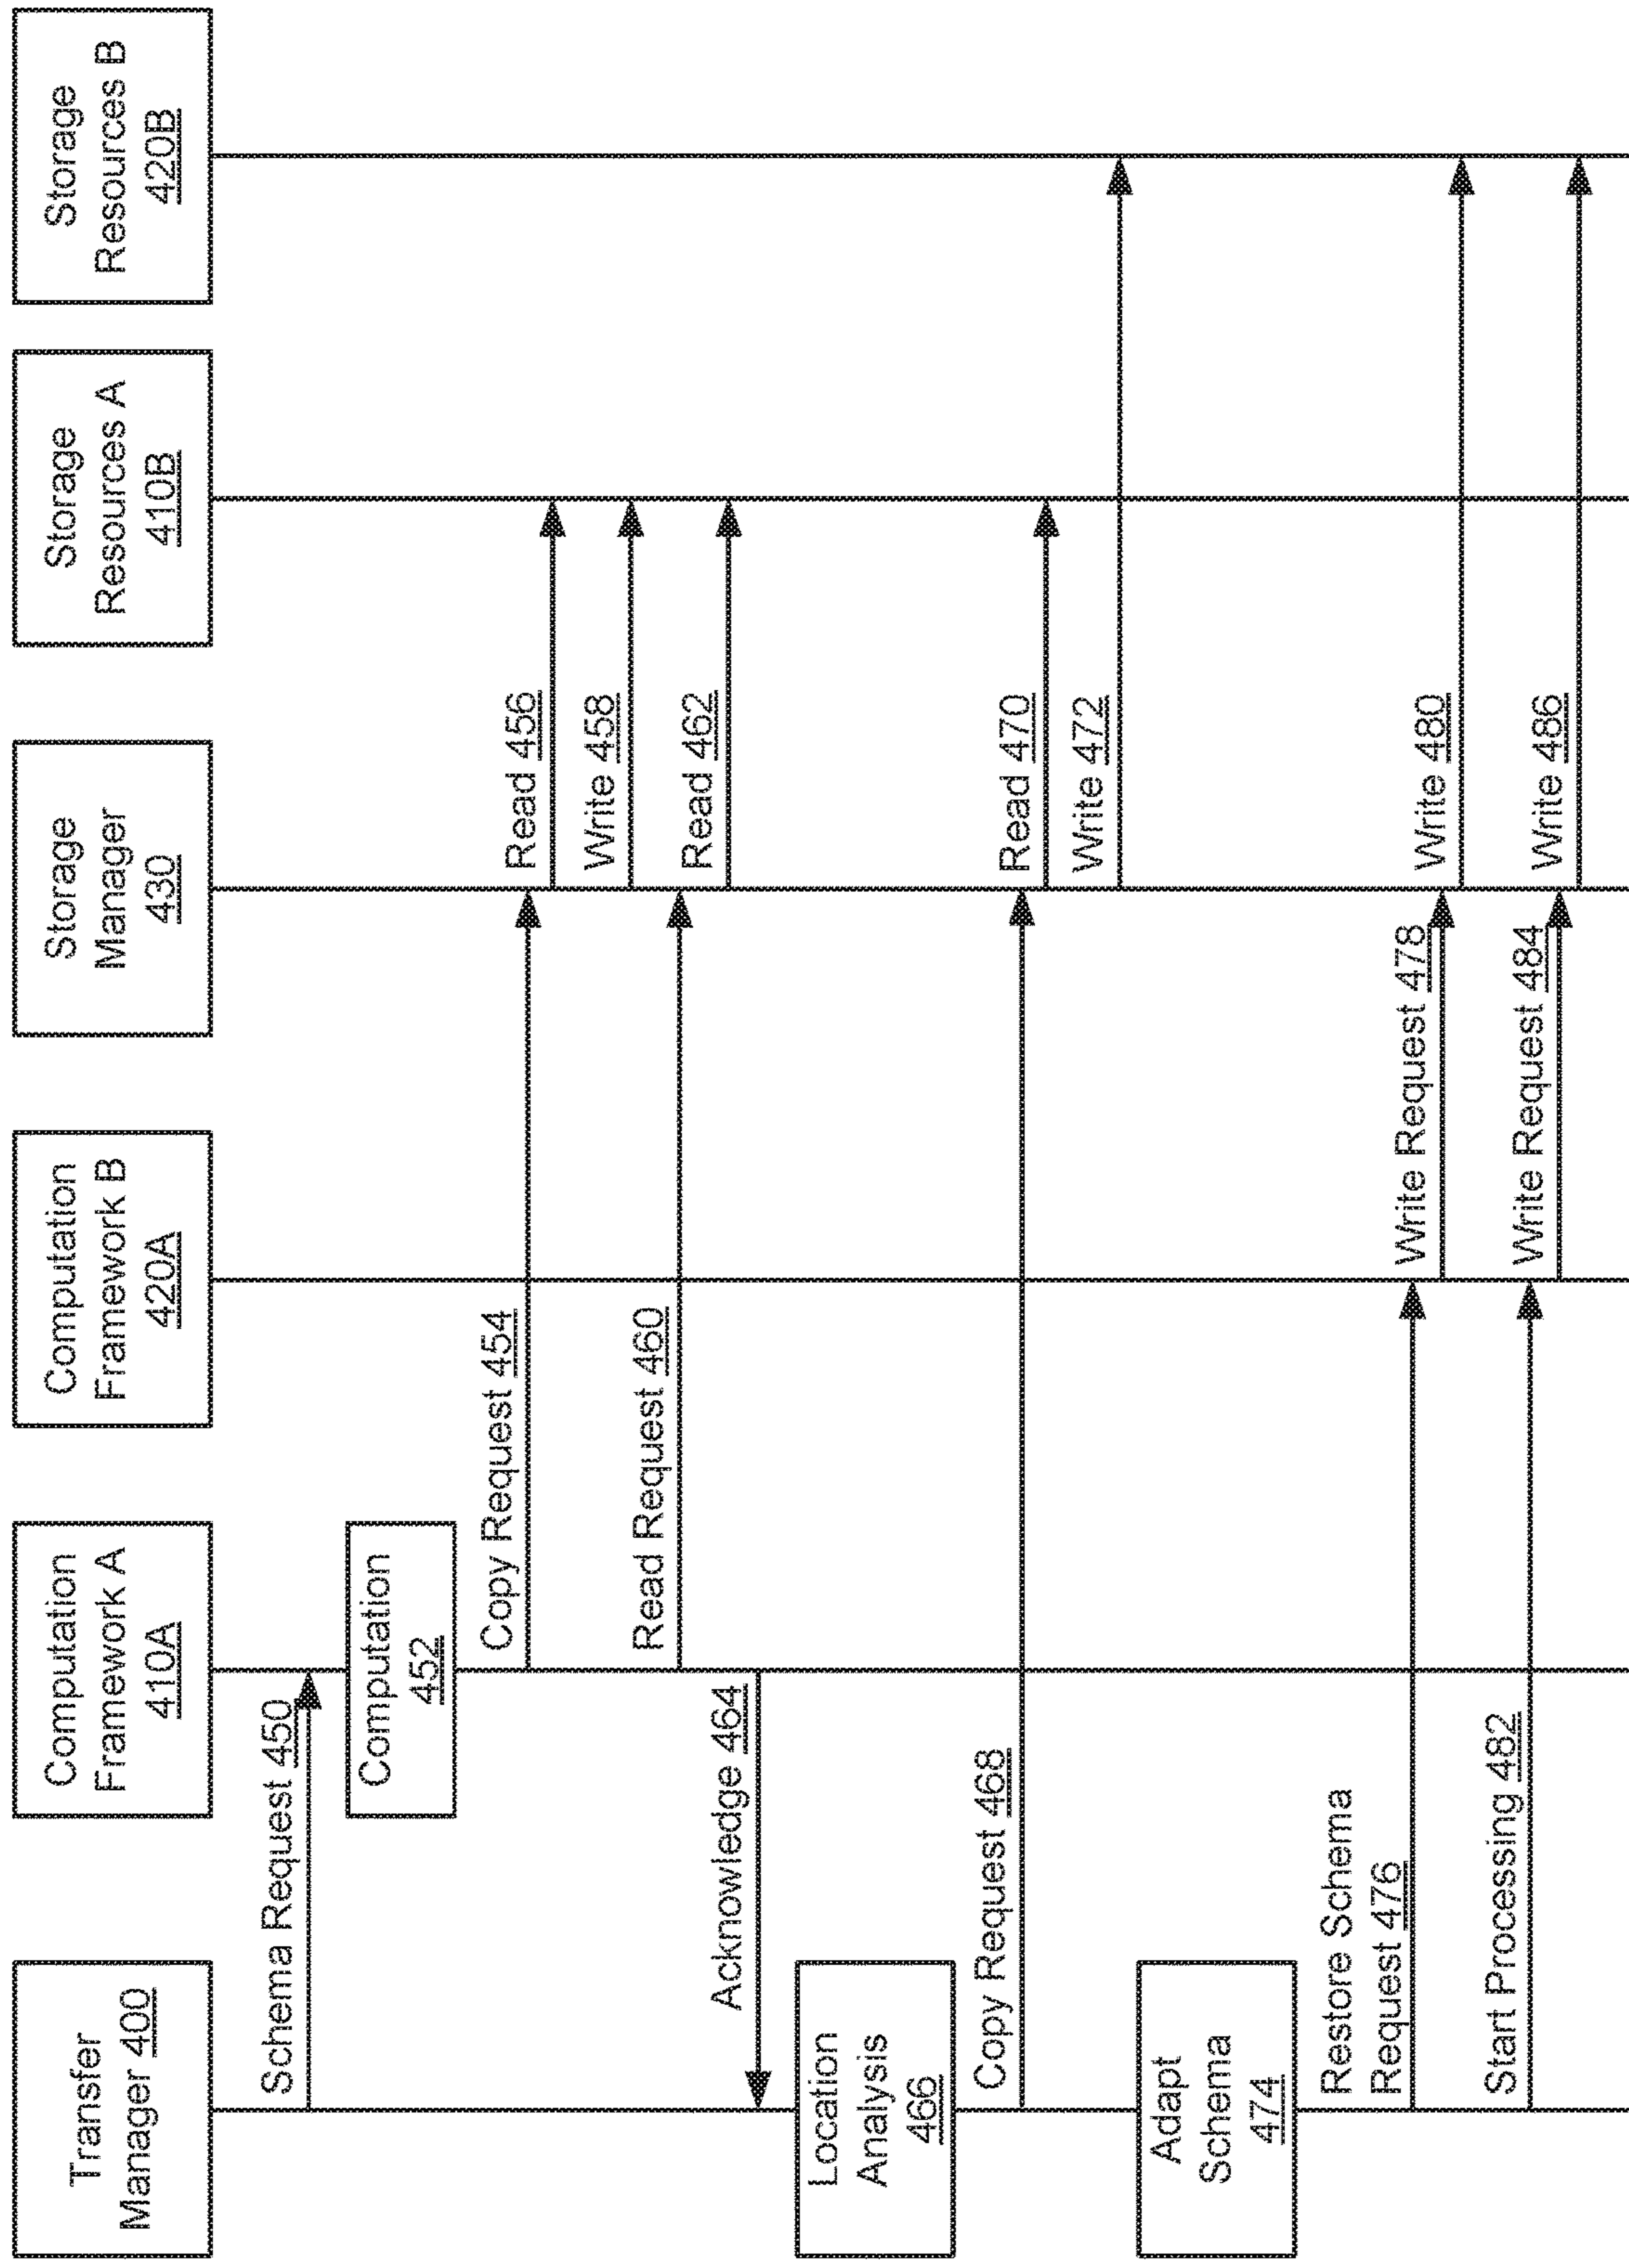 Transfer
Manager 400
Computation
Framework A
410A
Computation
Framework B
420A
Storage
Manager
430
Storage
Resources A
410B
Storage
Resources B
420B
Schema Request 450
Computation
452
Copy Request 454
Read 456
Write 458
Read Request 460
Read 462
Acknowledge 464
Location
Analysis
466
Copy Request 468
Read 470
Write 472
Adapt
Schema
474
Restore Schema
Request 476
Write Request 478
Write 480
Start Processing 482
Write Request 484
Write 486